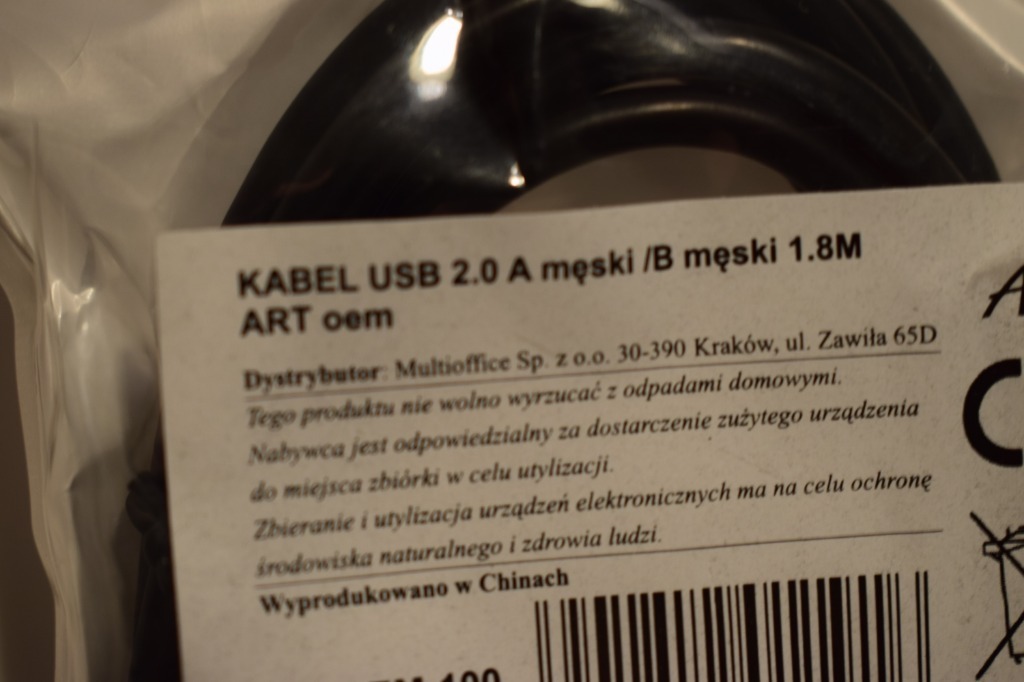 KABEL USB 2.0 A męski /B męski 1.8M
ART oem
Dystrybutor: Multioffice Sp. z o.o. 30-390 Kraków, ul. Zawiła 65D
Tego produktu nie wolno wyrzucać z odpadami domowymi.
Nabywca jest odpowiedzialny za dostarczenie zużytego urządzenia
do miejsca zbiórki w celu utylizacji.
Zbieranie i utylizacja urządzeń elektronicznych ma na celu ochronę
środowiska naturalnego i zdrowia ludzi.
Wyprodukowano w Chinach